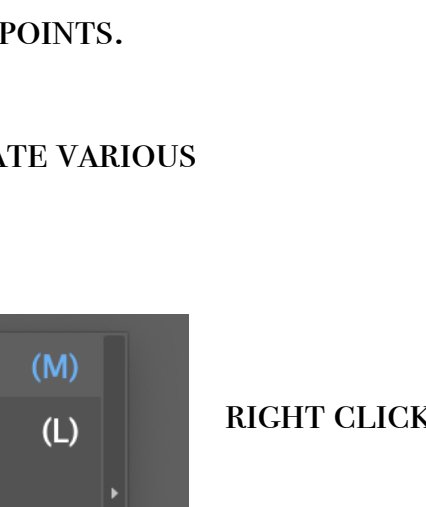 POINTS.
ATE VARIOUS
(M)
(L)
RIGHT CLICK